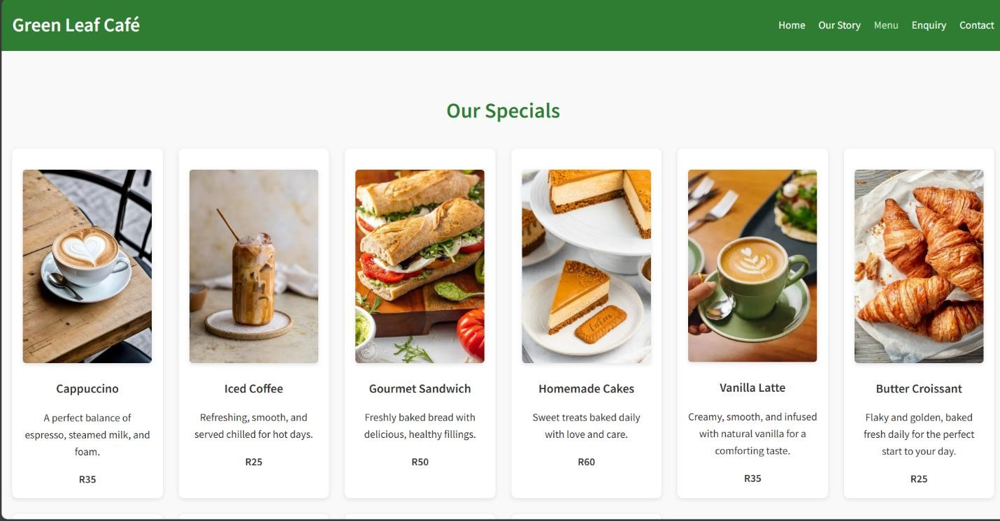 Green Leaf Café
Home Our Story Menu Enquiry Contact
Our Specials
Lotus
Cappuccino
A perfect balance of
espresso, steamed milk, and
foam.
R35
Iced Coffee
Refreshing, smooth, and
served chilled for hot days.
R25
Gourmet Sandwich
Freshly baked bread with
delicious, healthy fillings.
R50
Homemade Cakes
Sweet treats baked daily
with love and care.
R60
Vanilla Latte
Creamy, smooth, and infused
with natural vanilla for a
comforting taste.
R35
Butter Croissant
Flaky and golden, baked
fresh daily for the perfect
start to your day.
R25